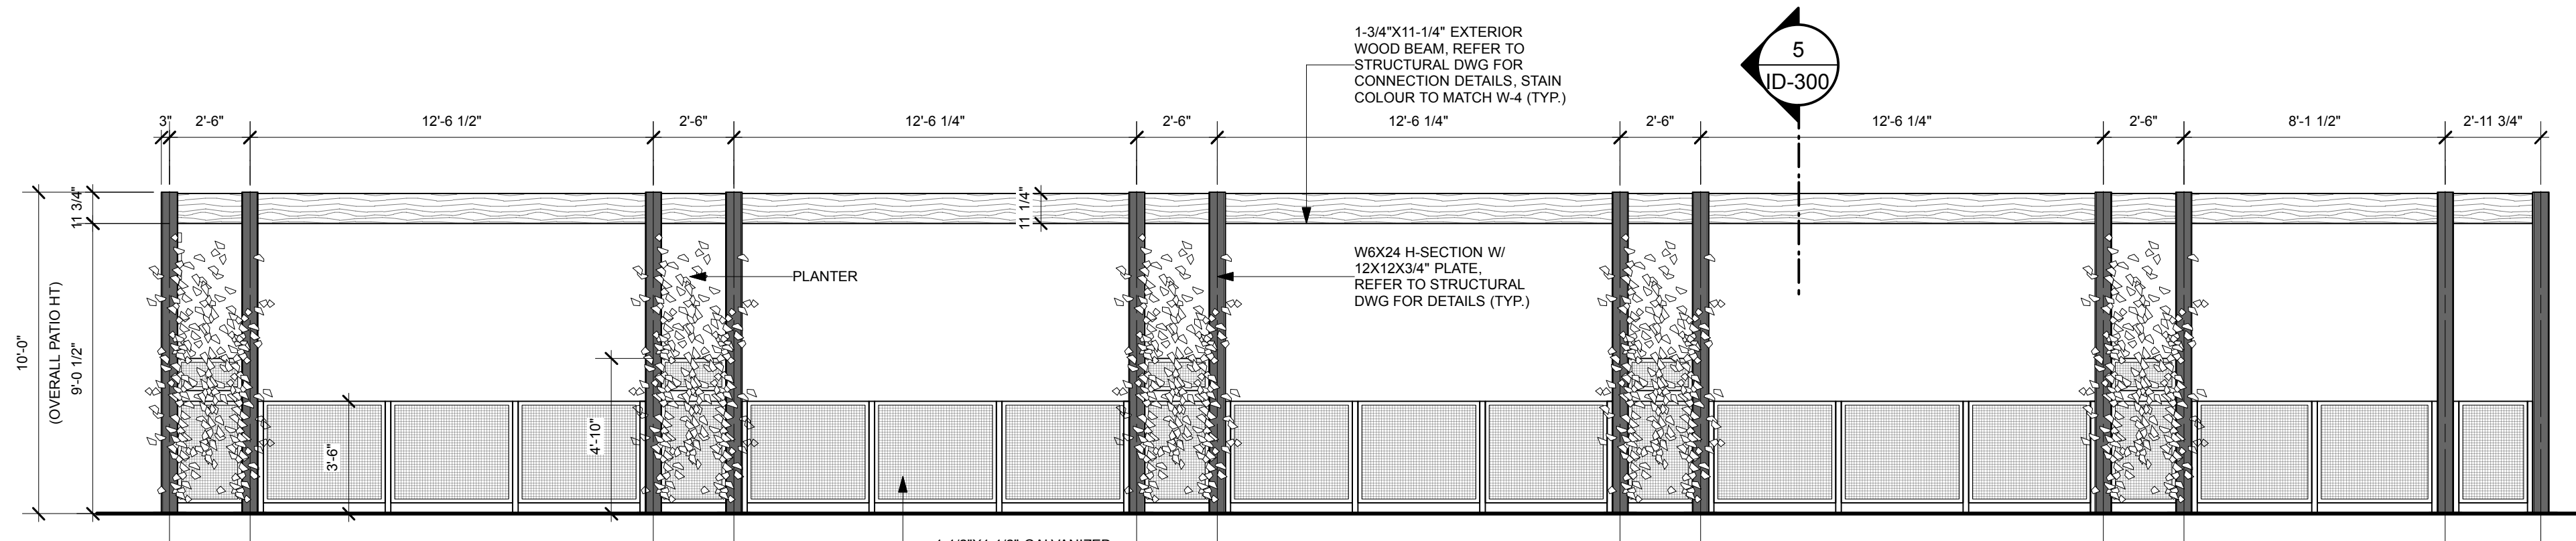 1-3/4"X11-1/4" EXTERIOR
WOOD BEAM, REFER TO
STRUCTURAL DWG FOR
CONNECTION DETAILS, STAIN
COLOUR TO MATCH W-4 (TYP.)
5
ID-300
3"
2'-6"
12'-6 1/2"
2'-6"
12'-6 1/4"
2'-6"
12'-6 1/4"
2'-6"
12'-6 1/4"
2'-6"
8'-1 1/2"
2'-11 3/4"
11 3/4"
11 1/4"
10'-0"
(OVERALL PATIO HT)
9'-0 1/2"
PLANTER
W6X24 H-SECTION W/
12X12X3/4" PLATE,
REFER TO STRUCTURAL
DWG FOR DETAILS (TYP.)
3'-6"
4'-10"